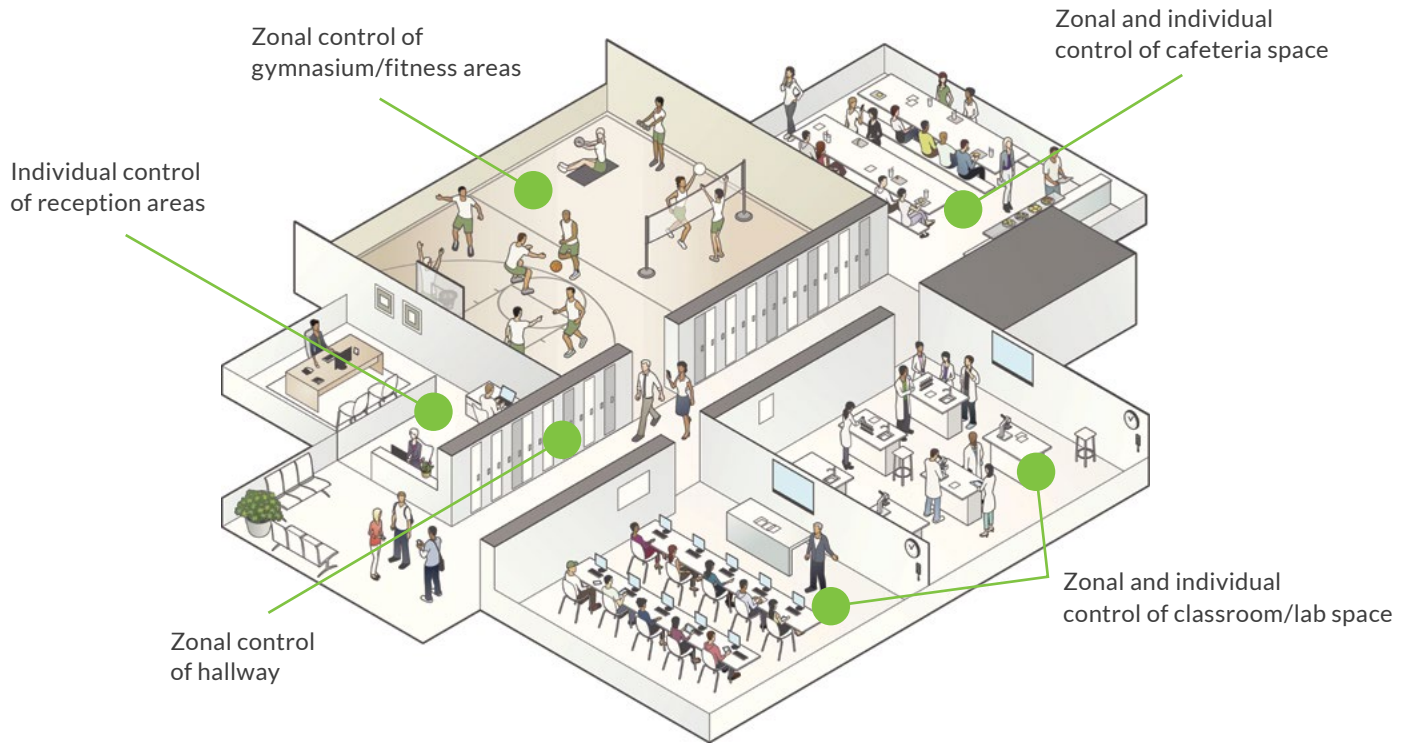 Zonal control of
gymnasium/fitness areas
Zonal and individual
control of cafeteria space
Individual control
of reception areas
Zonal control
of hallway
Zonal and individual
control of classroom/lab space